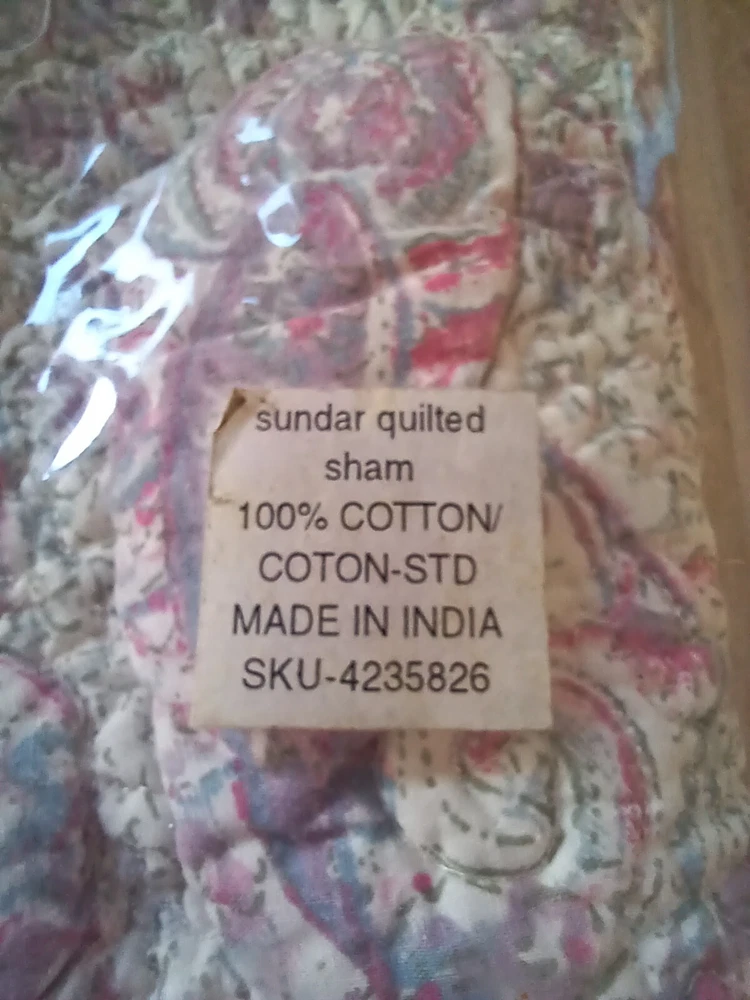 sundar quilted
sham
100% COTTON/
COTON-STD
MADE IN INDIA
SKU-4235826